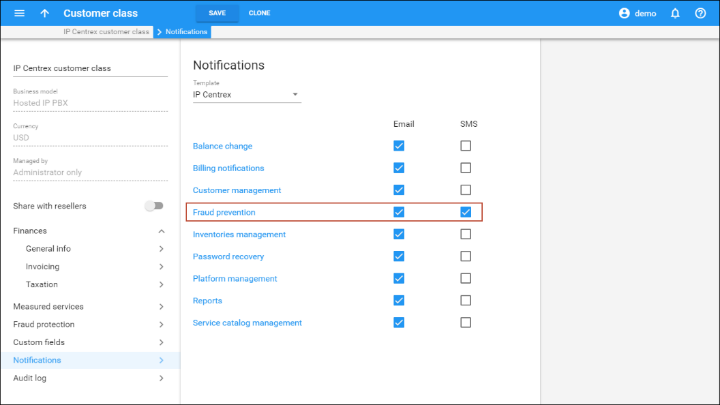 Customer class
SAVE
CLONE
demo
IP Centrex customer class
Notifications
IP Centrex customer class
Business model
Hosted IP PBX
Currency
USD
Managed by
Administrator only
Share with resellers
Finances
General info
Invoicing
Taxation
Measured services
Fraud protection
Custom fields
Notifications
Audit log
Notifications
Template
IP Centrex
Email SMS
Balance change
Billing notifications
Customer management
Fraud prevention
Inventories management
Password recovery
Platform management
Reports
Service catalog management